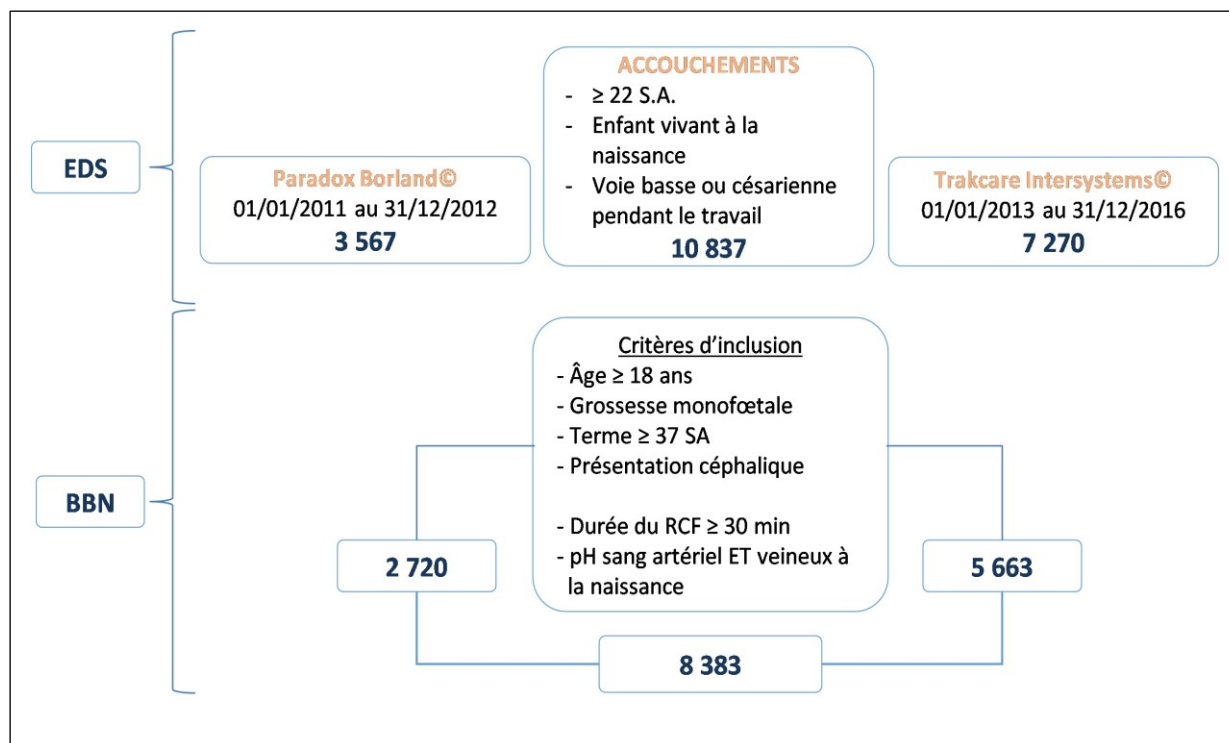 EDS
Paradox Borland©
01/01/2011 au 31/12/2012
3 567
ACCOUCHEMENTS
- ≥ 22 S.A.
- Enfant vivant à la
naissance
- Voie basse ou césarienne
pendant le travail
10 837
Trakcare Intersystems©
01/01/2013 au 31/12/2016
7 270
BBN
Critères d’inclusion
- Âge ≥ 18 ans
- Grossesse monofœtale
- Terme ≥ 37 SA
- Présentation céphalique
- Durée du RCF ≥ 30 min
- pH sang artériel ET veineux à
la naissance
2 720
5 663
8 383